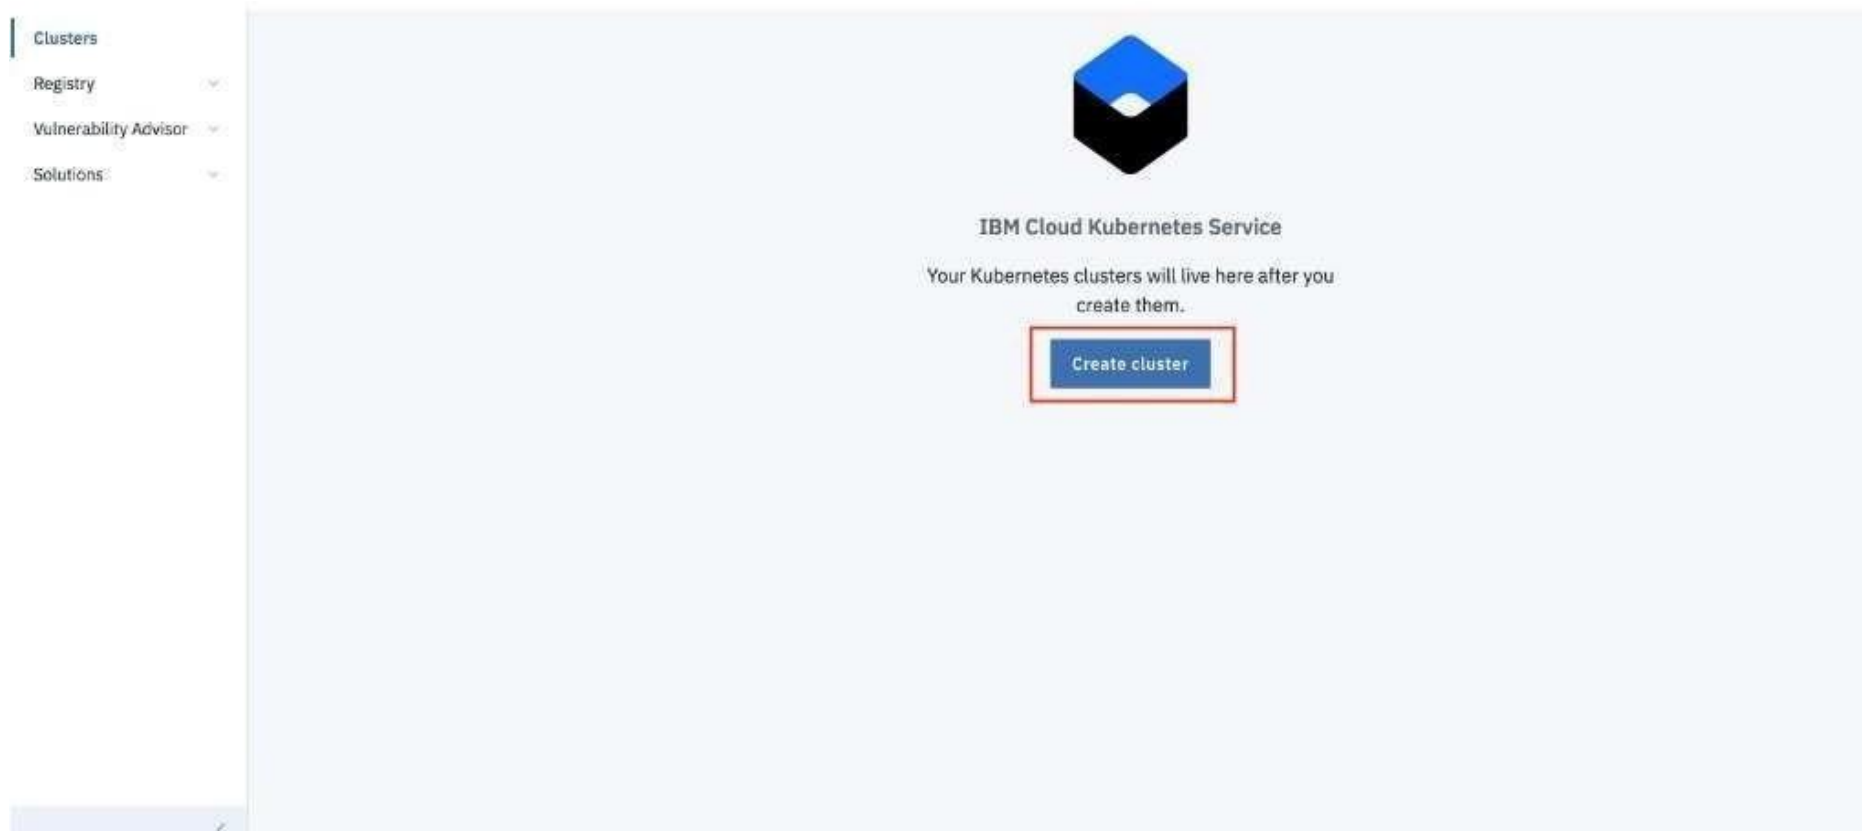 Clusters
Registry
Vulnerability Advisor
Solutions
IBM Cloud Kubernetes Service
Your Kubernetes clusters will live here after you
create them.
Create cluster